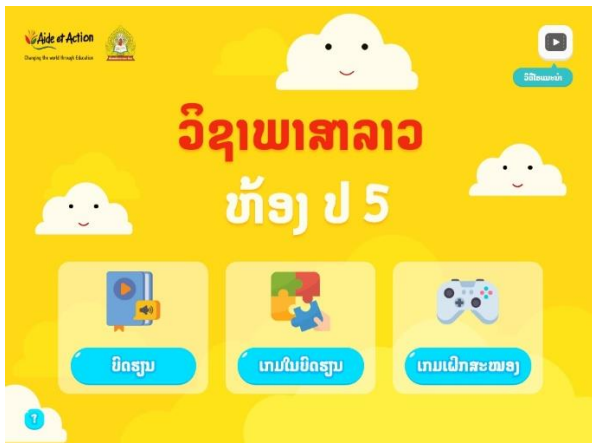 Aide et Action
Changing the world through Education
ວິດີໂອແນະນຳ
ວິຊາພາສາລາວ
ຫ້ອງ ປ 5
ບົດຮຽນ
ເກມໃນບົດຮຽນ
ເກມເຝິກສະໝອງ
?